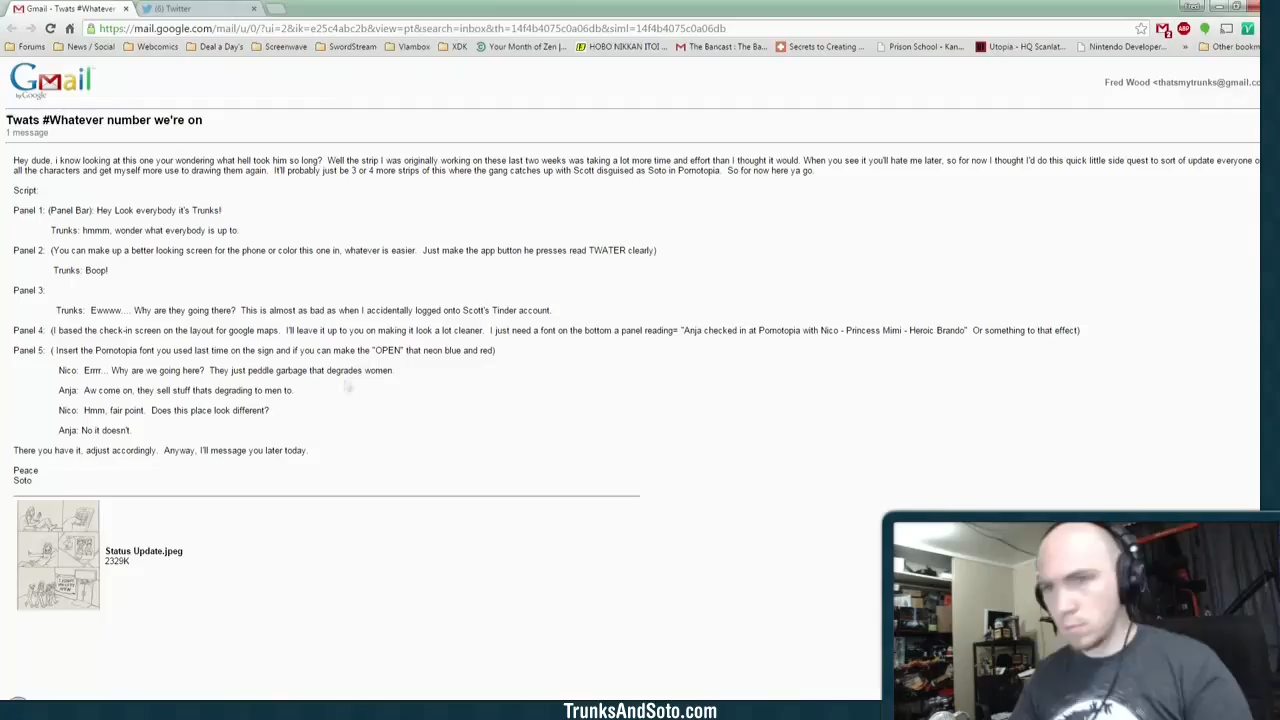 Gmail - Twats #Whatever
(6) Twitter
Fred
https://mail.google.com/mail/u/0/?ui=2&ik=e25c4abc2b&view=pt&search=inbox&th=14f4b4075c0a06db&siml=14f4b4075c0a06db
Forums News / Social Webcomics Deal a Day's Screenwave SwordStream Vlambox XDK Your Month of Zen | HOBO NIKKAN ITOI The Bancast: The Ba... Secrets to Creating ... Prison School - Kan... Utopia - HQ Scanlat... Nintendo Developer... » Other bookm
Gmail
by Google
Fred Wood <thatsmytrunks@gmail.co
Twats #Whatever number we're on
1 message
Hey dude, i know looking at this one your wondering what hell took him so long? Well the strip I was originally working on these last two weeks was taking a lot more time and effort than I thought it would. When you see it you'll hate me later, so for now I thought I'd do this quick little side quest to sort of update everyone o
all the characters and get myself more use to drawing them again. It'll probably just be 3 or 4 more strips of this where the gang catches up with Scott disguised as Soto in Pornotopia. So for now here ya go.
Script:
Panel 1: (Panel Bar): Hey Look everybody it's Trunks!
Trunks: hmmm, wonder what everybody is up to.
Panel 2: (You can make up a better looking screen for the phone or color this one in, whatever is easier. Just make the app button he presses read TWATER clearly)
Trunks: Boop!
Panel 3:
Trunks: Ewwww.... Why are they going there? This is almost as bad as when I accidentally logged onto Scott's Tinder account.
Panel 4: (I based the check-in screen on the layout for google maps. I'll leave it up to you on making it look a lot cleaner. I just need a font on the bottom a panel reading= "Anja checked in at Pornotopia with Nico - Princess Mimi - Heroic Brando" Or something to that effect)
Panel 5: ( Insert the Pornotopia font you used last time on the sign and if you can make the "OPEN" that neon blue and red)
Nico: Errr... Why are we going here? They just peddle garbage that degrades women.
Anja: Aw come on, they sell stuff thats degrading to men to.
Nico: Hmm, fair point. Does this place look different?
Anja: No it doesn't.
There you have it, adjust accordingly. Anyway, I'll message you later today.
Peace
Soto
Status Update.jpeg
2329K
TrunksAndSoto.com